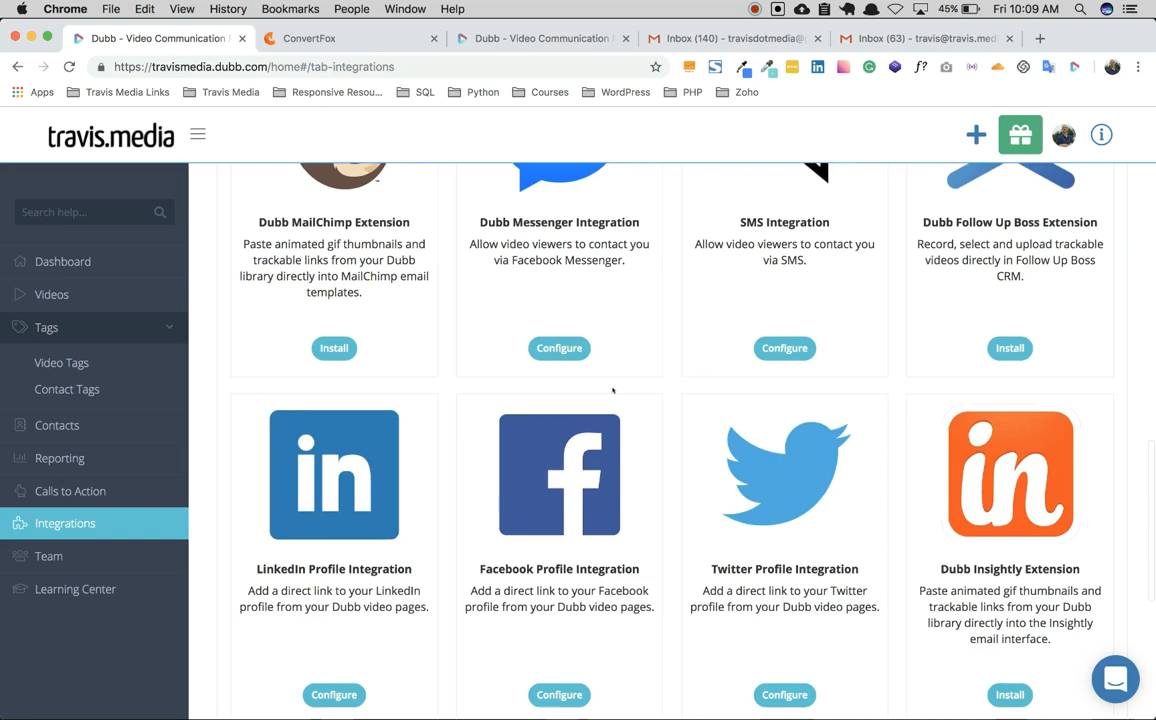 Chrome File Edit View History Bookmarks People Window Help 45% Fri 10:09 AM
Dubb - Video Communication ConvertFox Dubb - Video Communication Inbox (140) - travisdotmedia@ Inbox (63) - travis@travis.medi
https://travismedia.dubb.com/home#/tab-integrations f?
Apps Travis Media Links Travis Media Responsive Resou... SQL Python Courses WordPress PHP Zoho
travis.media
Search help...
Dashboard
Videos
Tags
Video Tags
Contact Tags
Contacts
Reporting
Calls to Action
Integrations
Team
Learning Center
Dubb MailChimp Extension
Paste animated gif thumbnails and
trackable links from your Dubb
library directly into MailChimp email
templates.
Install
Dubb Messenger Integration
Allow video viewers to contact you
via Facebook Messenger.
Configure
SMS Integration
Allow video viewers to contact you
via SMS.
Configure
Dubb Follow Up Boss Extension
Record, select and upload trackable
videos directly in Follow Up Boss
CRM.
Install
in
LinkedIn Profile Integration
Add a direct link to your LinkedIn
profile from your Dubb video pages.
Configure
f
Facebook Profile Integration
Add a direct link to your Facebook
profile from your Dubb video pages.
Configure
Twitter Profile Integration
Add a direct link to your Twitter
profile from your Dubb video pages.
Configure
in
Dubb Insightly Extension
Paste animated gif thumbnails and
trackable links from your Dubb
library directly into the Insightly
email interface.
Install